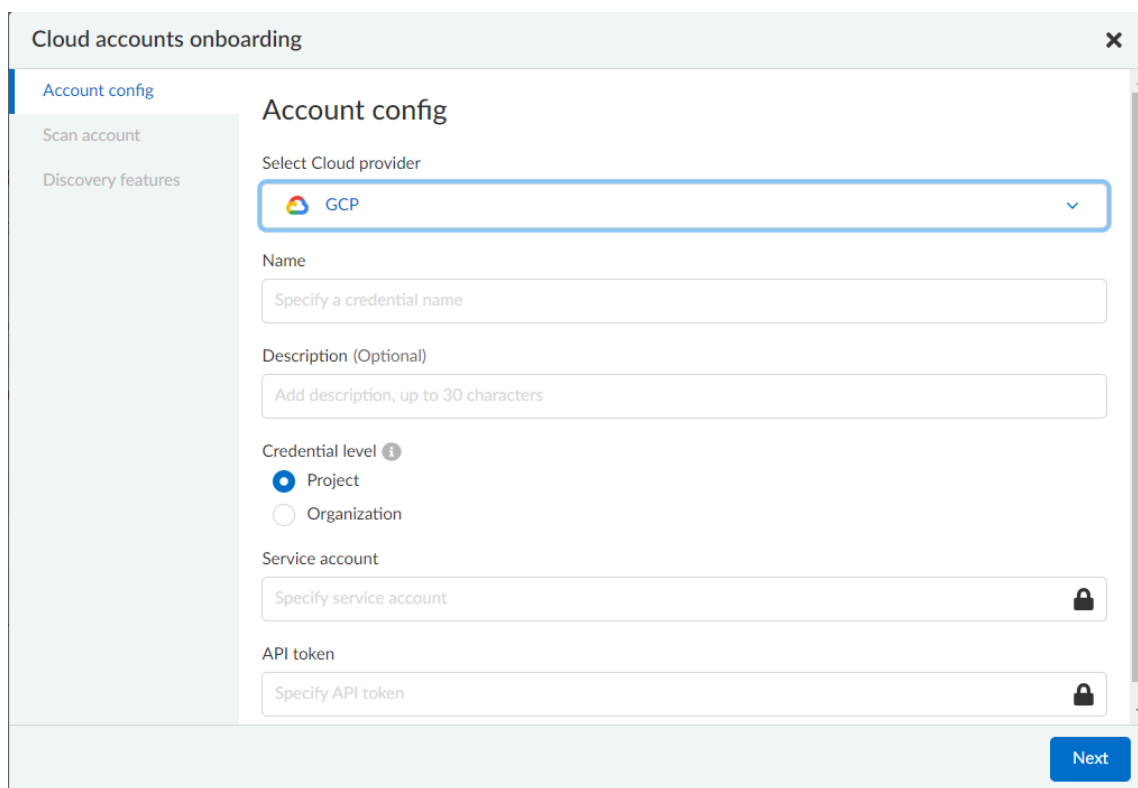 Cloud accounts onboarding
Account config
Scan account
Discovery features
Account config
Select Cloud provider
GCP
Name
Specify a credential name
Description (Optional)
Add description, up to 30 characters
Credential level
Project
Organization
Service account
Specify service account
API token
Specify API token
Next